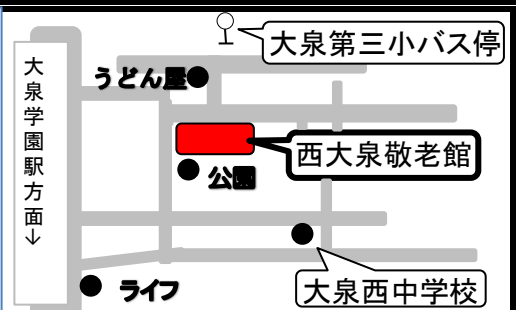 大泉第三小バス停
うどん屋
大泉学園駅方面↓
西大泉敬老館
公園
大泉西中学校
ライフ